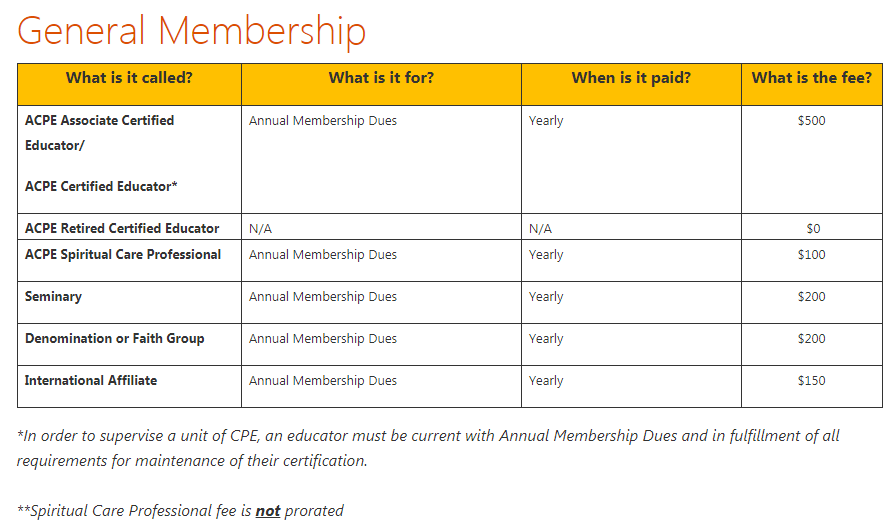 General Membership
What is it called? What is it for? When is it paid? What is the fee?
ACPE Associate Certified Annual Membership Dues Yearly $500
Educator/
ACPE Certified Educator*
ACPE Retired Certified Educator N/A N/A $0
ACPE Spiritual Care Professional Annual Membership Dues Yearly $100
Seminary Annual Membership Dues Yearly $200
Denomination or Faith Group Annual Membership Dues Yearly $200
International Affiliate Annual Membership Dues Yearly $150
*In order to supervise a unit of CPE, an educator must be current with Annual Membership Dues and in fulfillment of all
requirements for maintenance of their certification.
**Spiritual Care Professional fee is not prorated